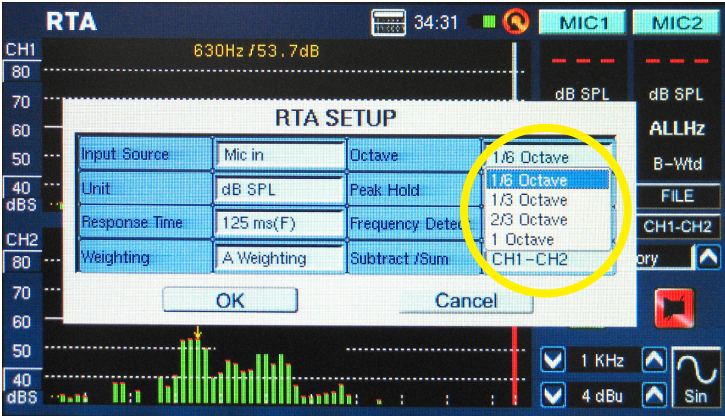 RTA 34:31 MIC1 MIC2
CH1 630Hz/53.7dB
80
70 dB SPL dB SPL
RTA SETUP
60 ALLHz
Input Source Mic in Octave 1/6 Octave
50 B-Wtd
1/6 Octave
Unit dB SPL Peak Hold 1/3 Octave
40 FILE
dBS
2/3 Octave
Response Time 125 ms(F) Frequency Detec CH1-CH2
1 Octave
CH2
Weighting A Weighting Subtract /Sum CH1-CH2 ory
80
70 OK Cancel
60
50 1 KHz
40 4 dBu Sin
dBS